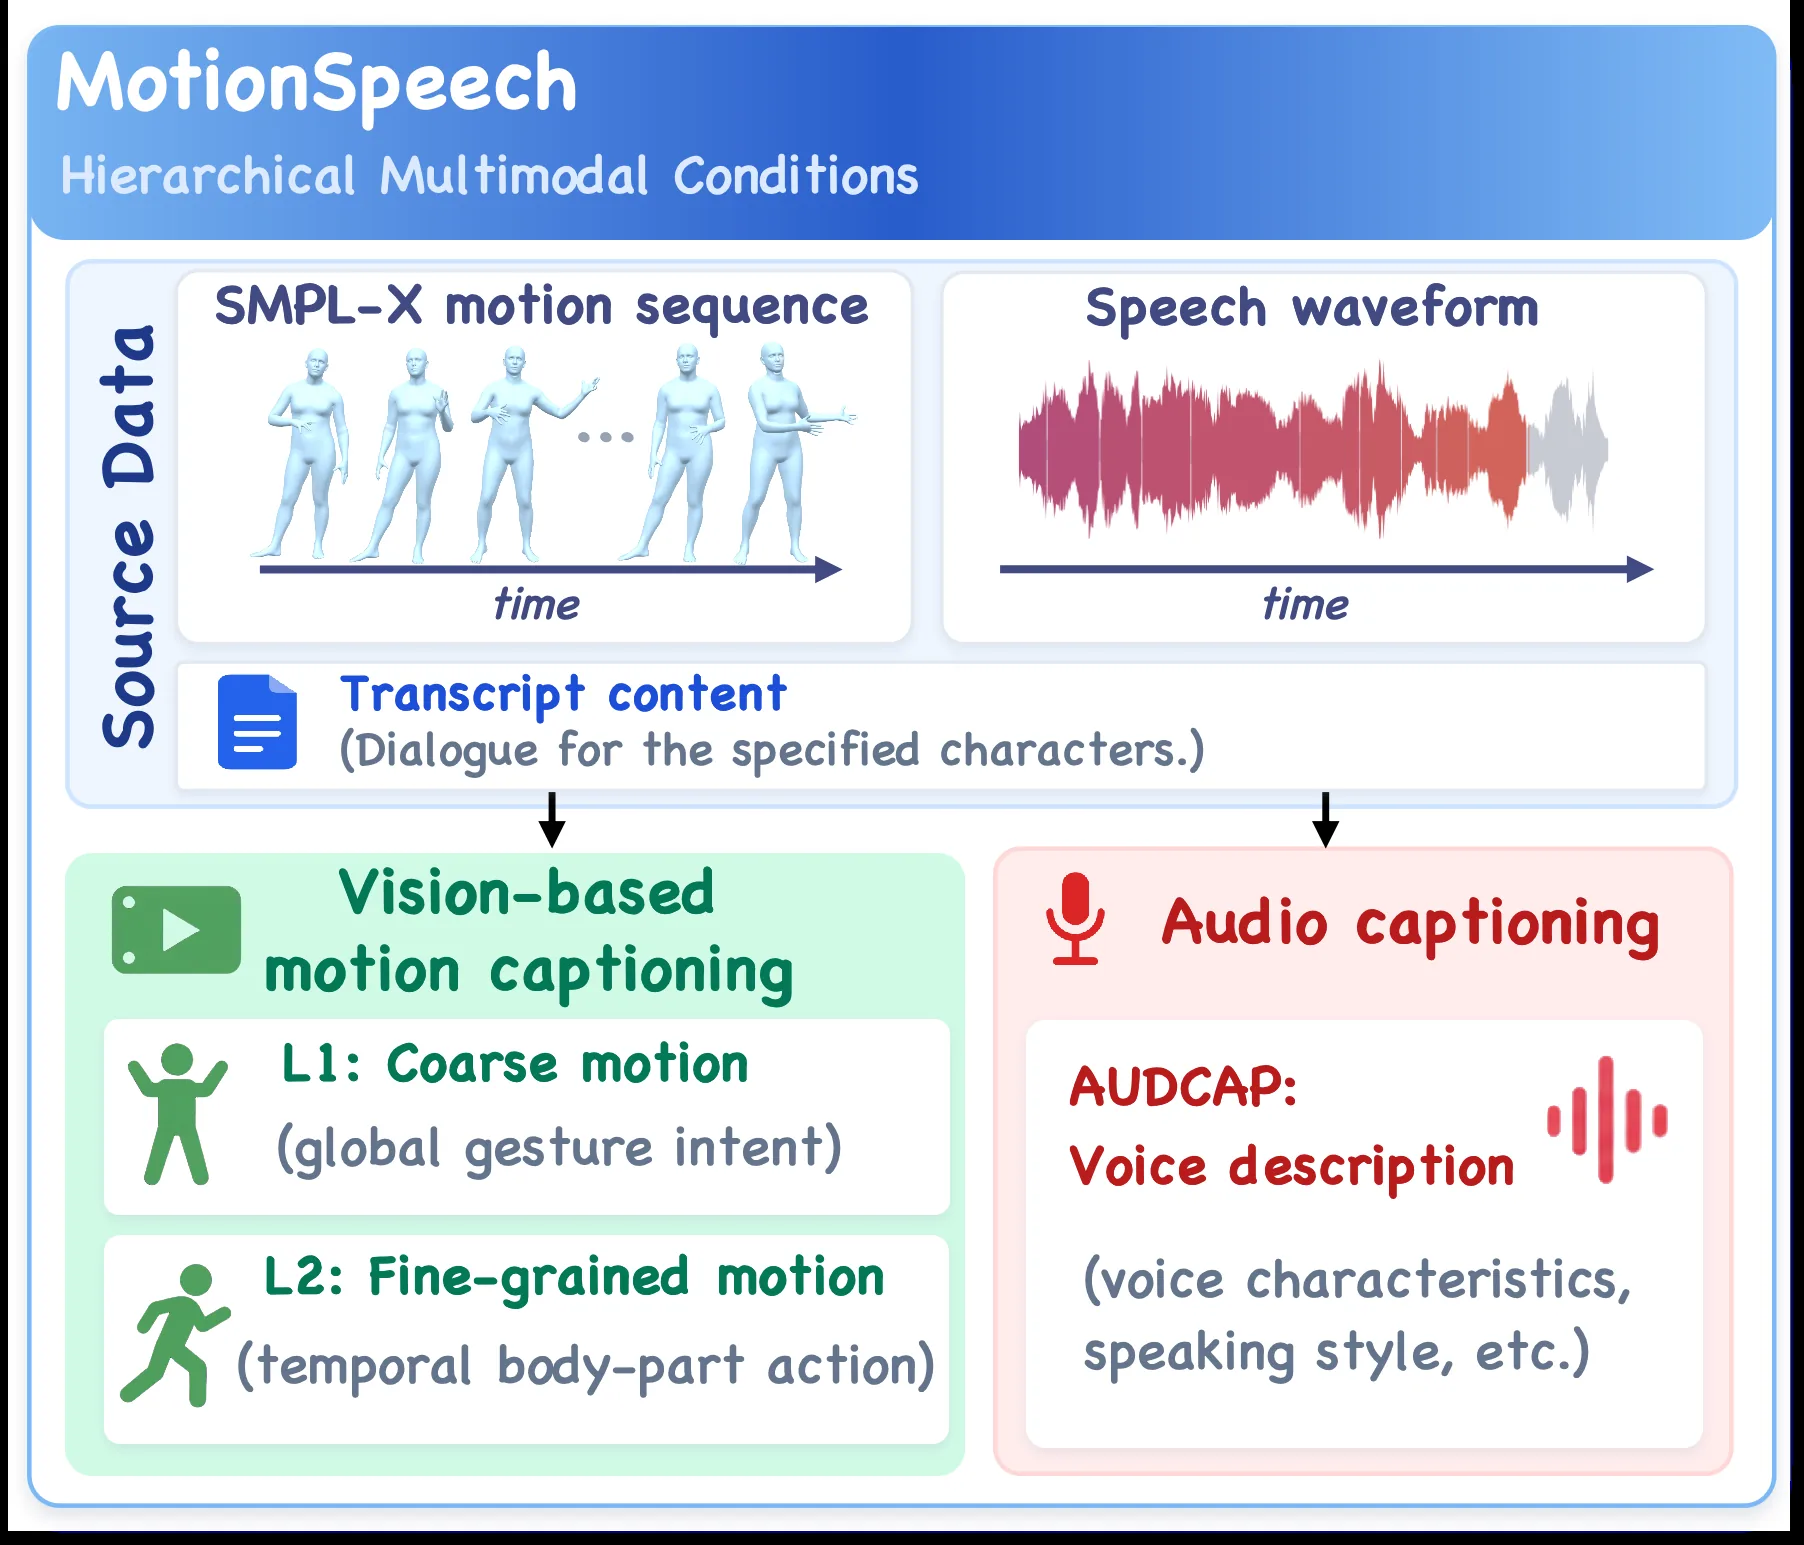 MotionSpeech
Hierarchical Multimodal Conditions
Source Data
SMPL-X motion sequence
time
Speech waveform
time
Transcript content
(Dialogue for the specified characters.)
Vision-based
motion captioning
L1: Coarse motion
(global gesture intent)
L2: Fine-grained motion
(temporal body-part action)
Audio captioning
AUDCAP:
Voice description
(voice characteristics,
speaking style, etc.)